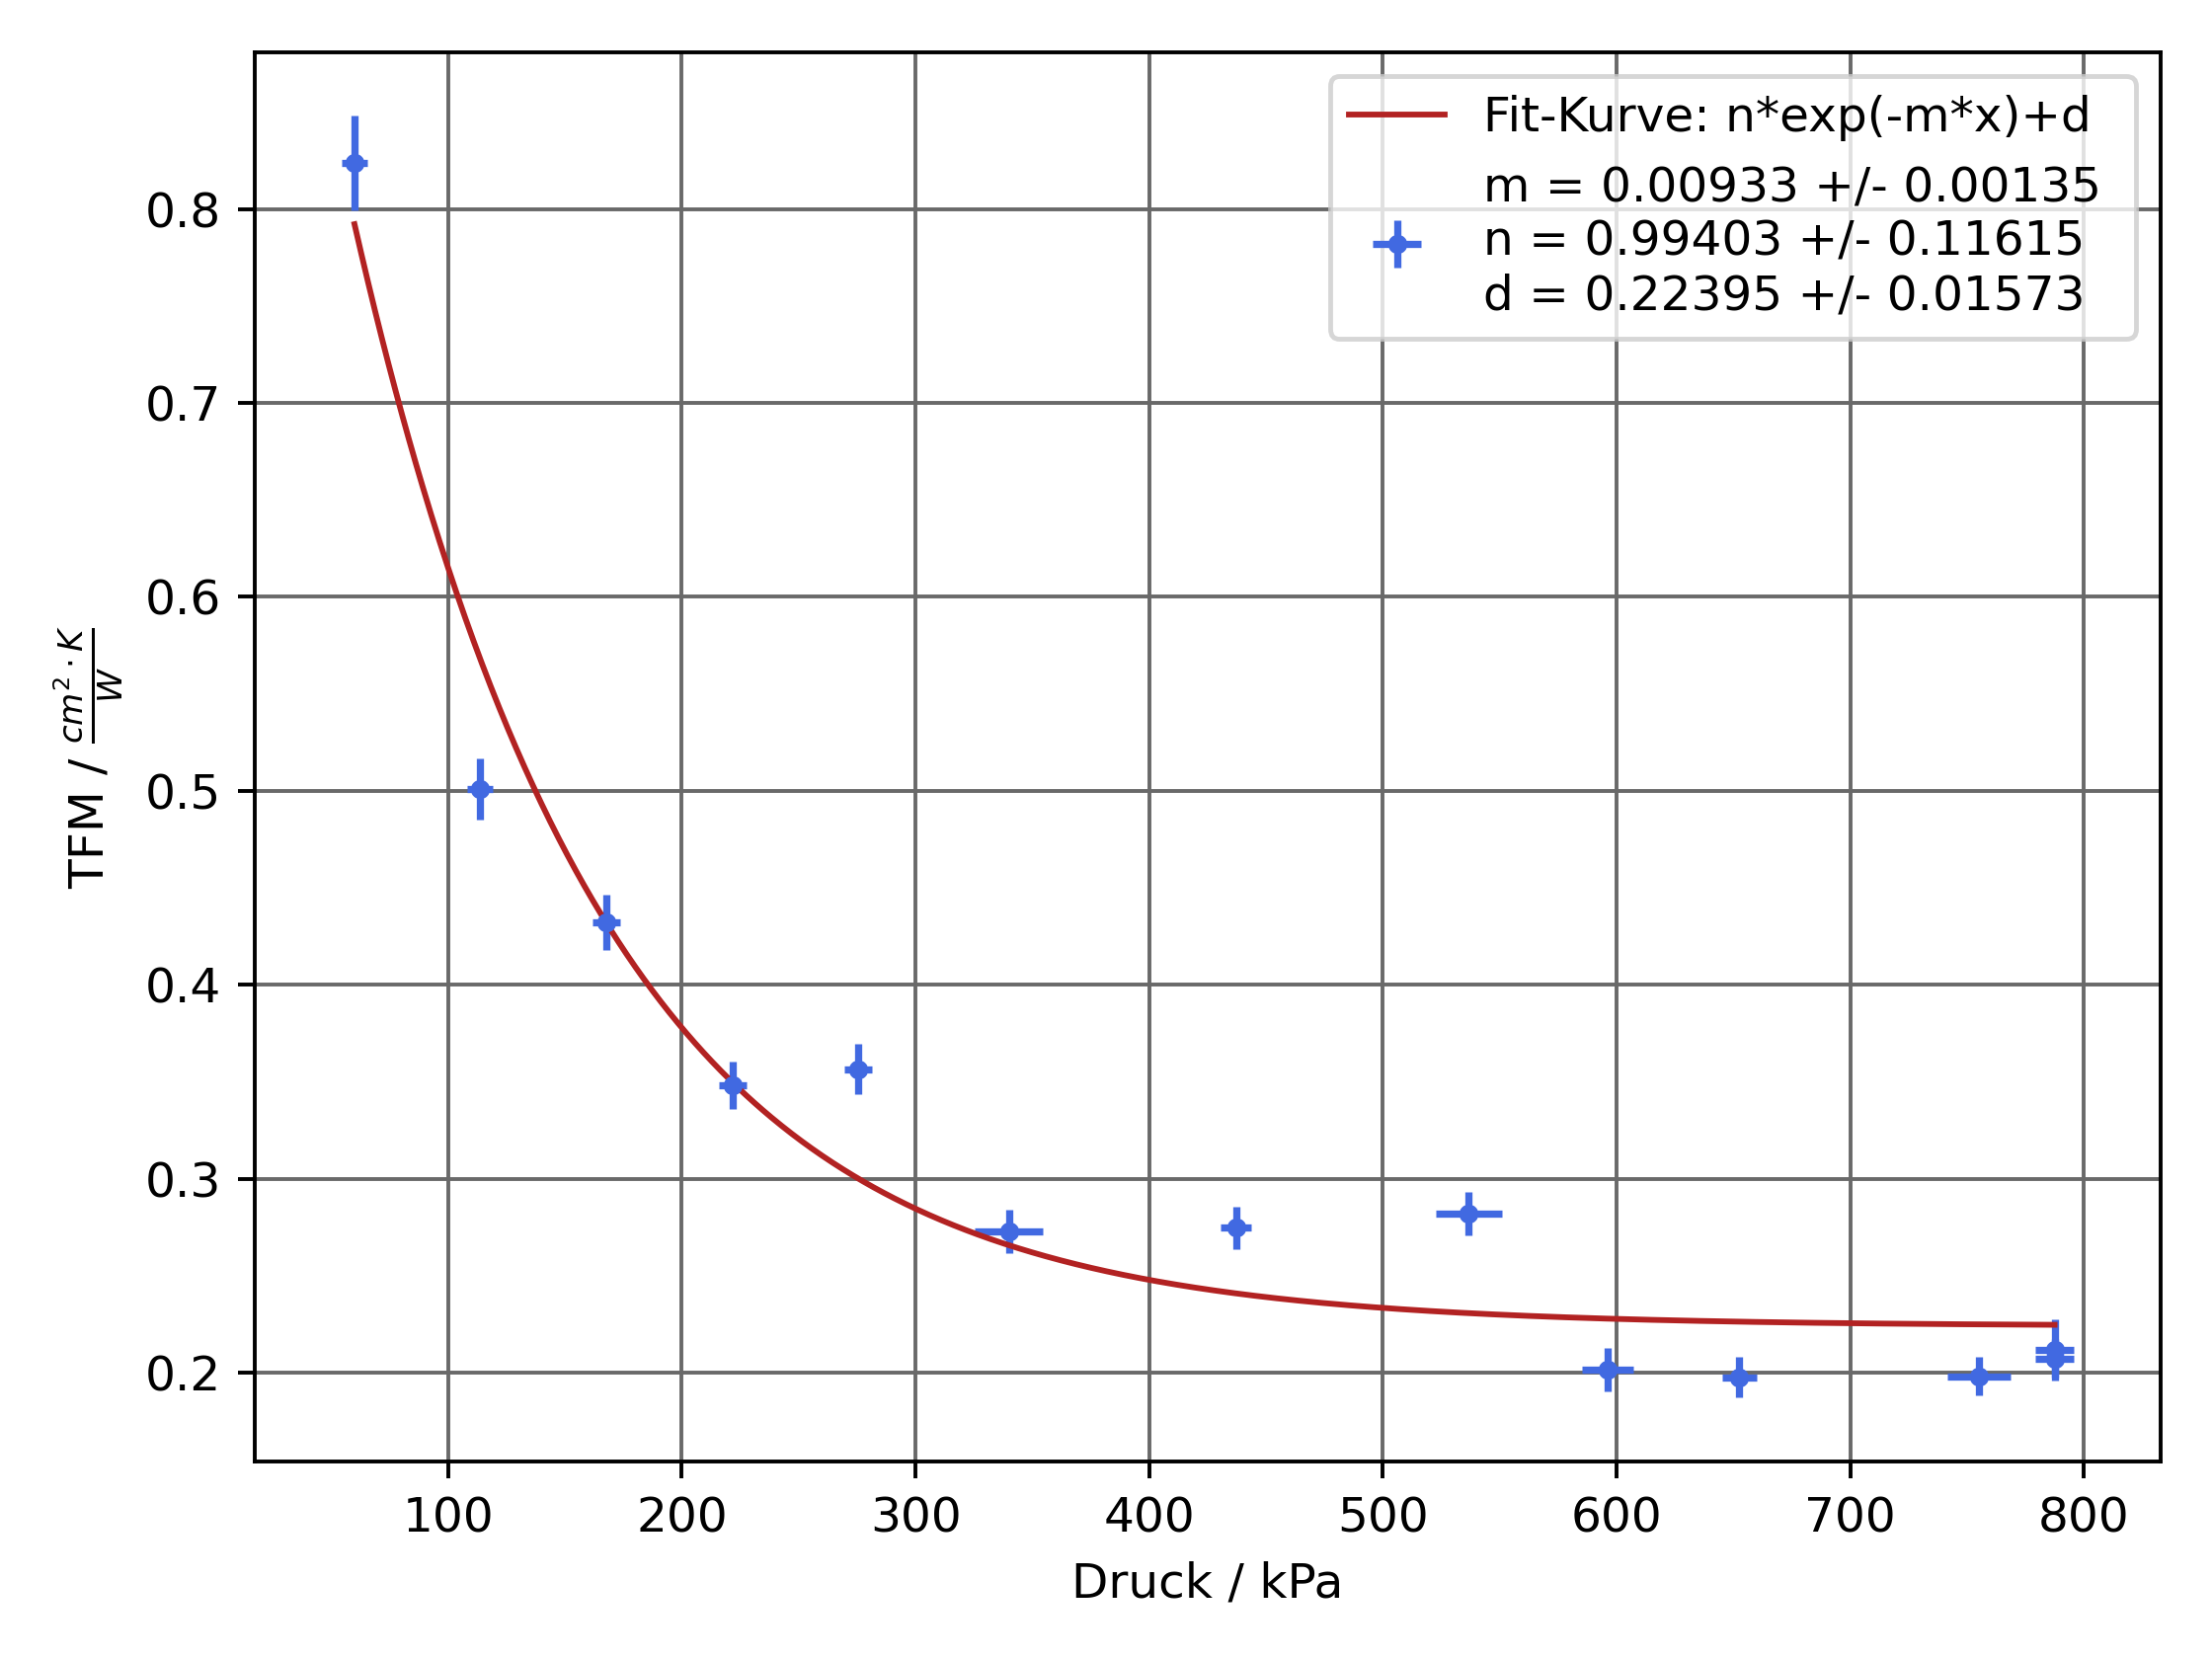 Fit-Kurve: n*exp(-m*x)+d
m = 0.00933 +/- 0.00135
n = 0.99403 +/- 0.11615
d = 0.22395 +/- 0.01573
0.8
0.7
0.6
0.5
0.4
0.3
0.2
TFM / cm² · K / W
100 200 300 400 500 600 700 800
Druck / kPa